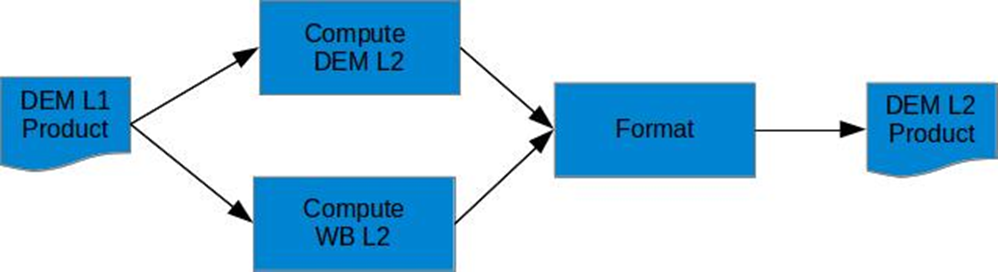 DEM L1
Product
Compute
DEM L2
Compute
WB L2
Format
DEM L2
Product